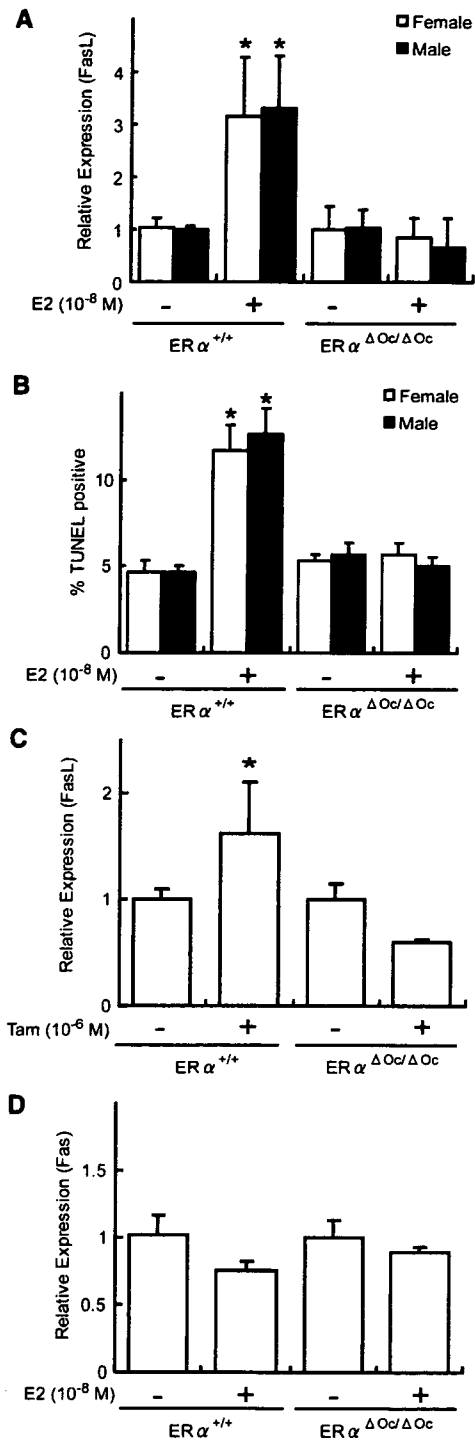 A
Female
Male
Relative Expression (FasL)
4
3
2
1
0
* *
E2 (10-8 M) - + - +
ERα+/+ ERαΔOc/ΔOc
B
Female
Male
% TUNEL positive
10
5
0
* *
E2 (10-8 M) - + - +
ERα+/+ ERαΔOc/ΔOc
C
Relative Expression (FasL)
2
1
0
*
Tam (10-6 M) - + - +
ERα+/+ ERαΔOc/ΔOc
D
Relative Expression (Fas)
1.5
1
0.5
0
E2 (10-8 M) - + - +
ERα+/+ ERαΔOc/ΔOc